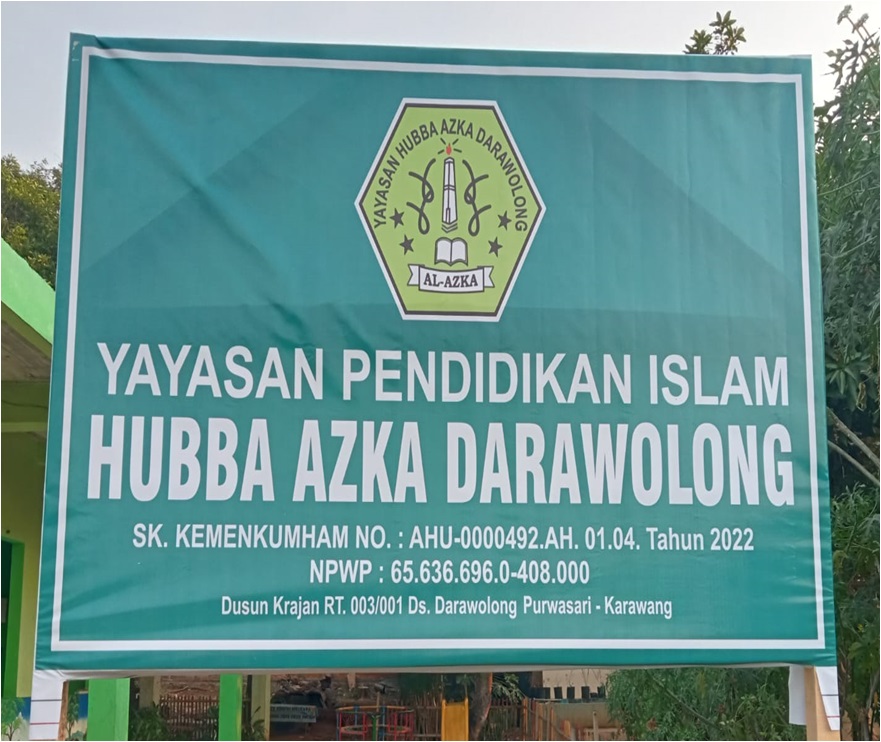 YAYASAN HUBBA AZKA DARAWOLONG
AL-AZKA
YAYASAN PENDIDIKAN ISLAM
HUBBA AZKA DARAWOLONG
SK. KEMENKUMHAM NO. : AHU-0000492.AH. 01.04. Tahun 2022
NPWP : 65.636.696.0-408.000
Dusun Krajan RT. 003/001 Ds. Darawolong Purwasari - Karawang